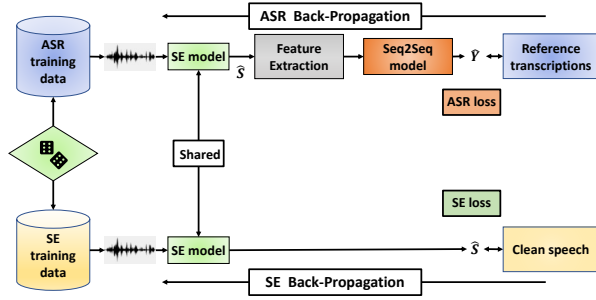 ASR Back-Propagation
ASR
training
data
SE model
Ŝ
Feature
Extraction
Seq2Seq
model
Ŷ
Reference
transcriptions
ASR loss
Shared
SE loss
SE
training
data
SE model
Ŝ
Clean speech
SE Back-Propagation